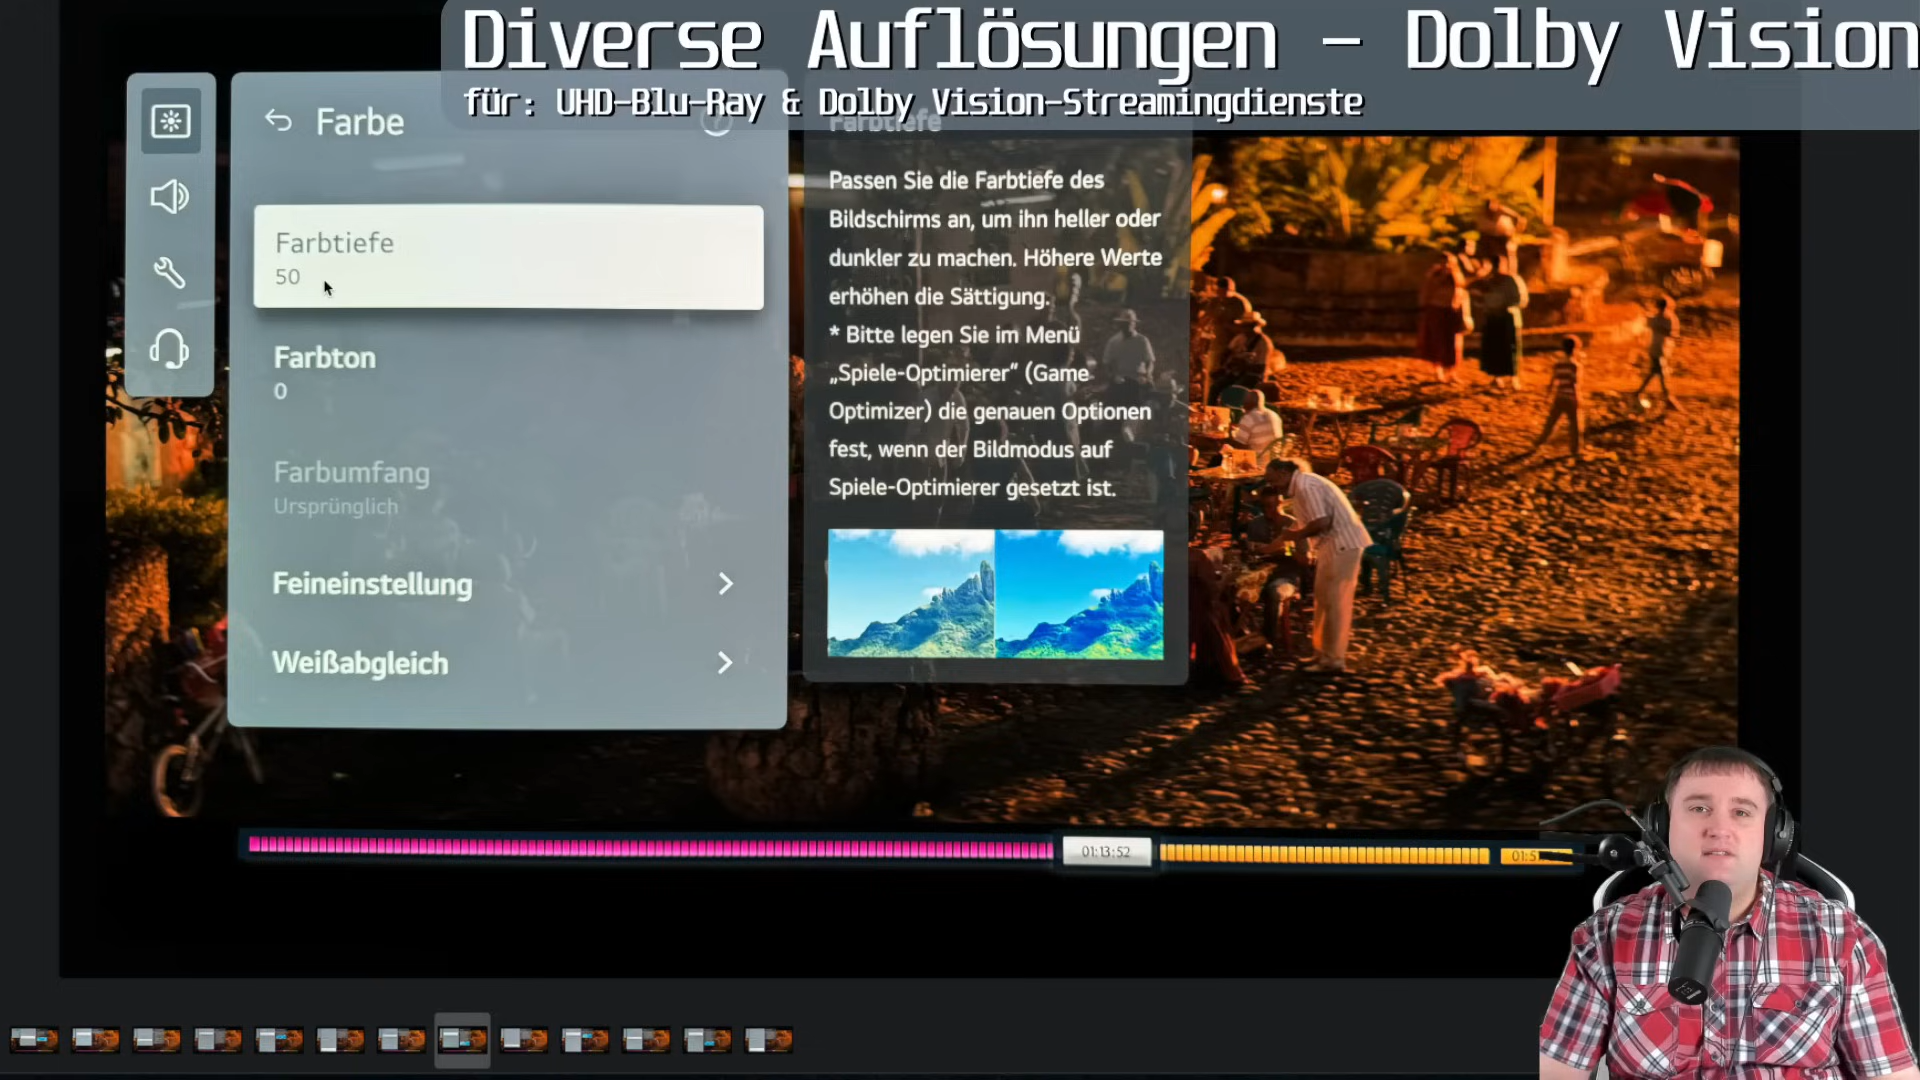 Diverse Auflösungen – Dolby Vision
für: UHD-Blu-Ray & Dolby Vision-Streamingdienste
Farbe
Farbtiefe
50
Farbton
0
Farbumfang
Ursprünglich
Feineinstellung
Weißabgleich
Farbtiefe
Passen Sie die Farbtiefe des
Bildschirms an, um ihn heller oder
dunkler zu machen. Höhere Werte
erhöhen die Sättigung.
* Bitte legen Sie im Menü
„Spiele-Optimierer“ (Game
Optimizer) die genauen Optionen
fest, wenn der Bildmodus auf
Spiele-Optimierer gesetzt ist.
01:13:52